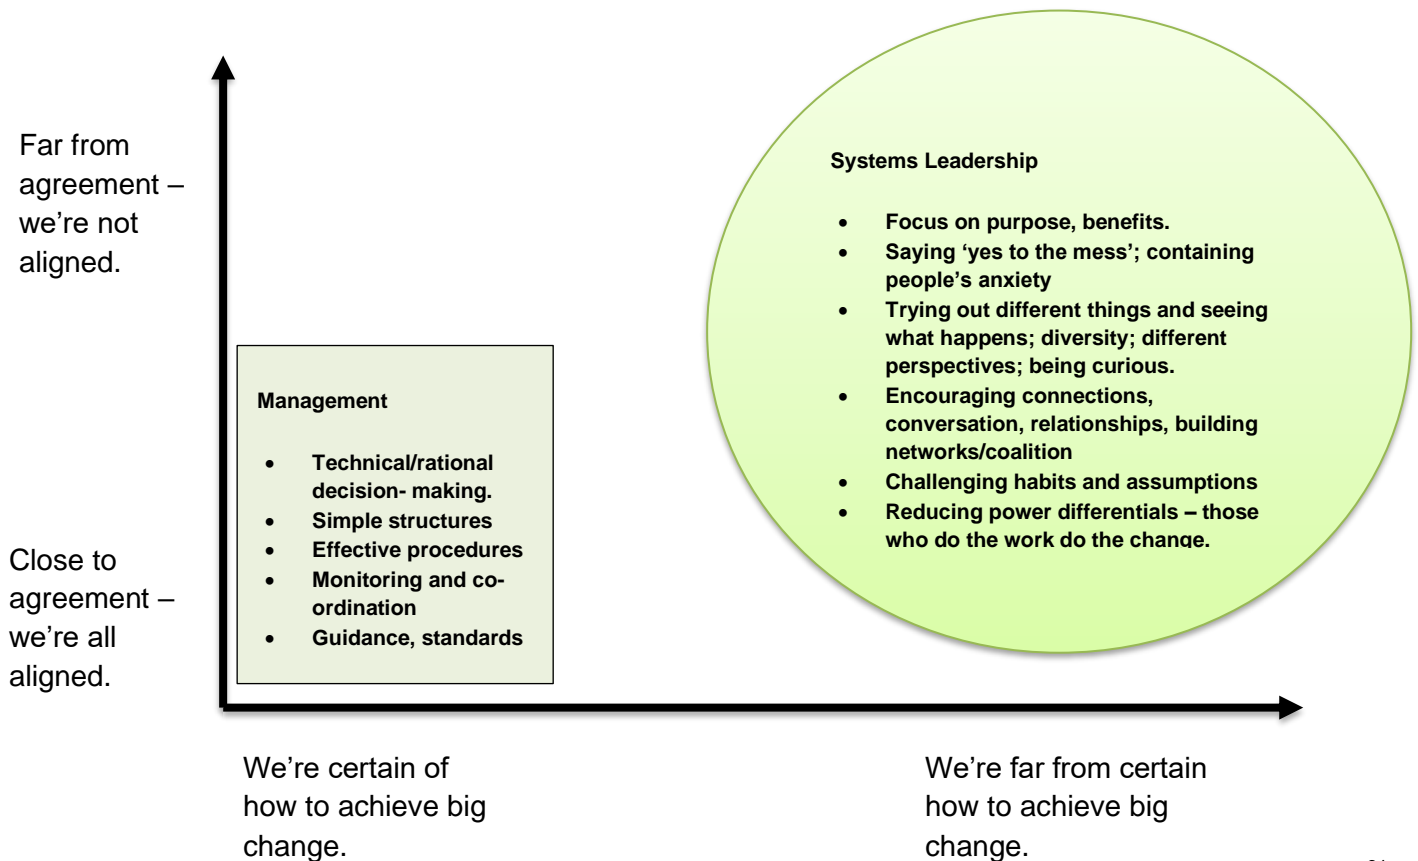 Far from
agreement –
we’re not
aligned.
Systems Leadership
• Focus on purpose, benefits.
• Saying ‘yes to the mess’; containing
people’s anxiety
• Trying out different things and seeing
what happens; diversity; different
perspectives; being curious.
• Encouraging connections,
conversation, relationships, building
networks/coalition
• Challenging habits and assumptions
• Reducing power differentials – those
who do the work do the change.
Management
• Technical/rational
decision- making.
• Simple structures
• Effective procedures
• Monitoring and co-
ordination
• Guidance, standards
Close to
agreement –
we’re all
aligned.
We’re certain of
how to achieve big
change.
We’re far from certain
how to achieve big
change.